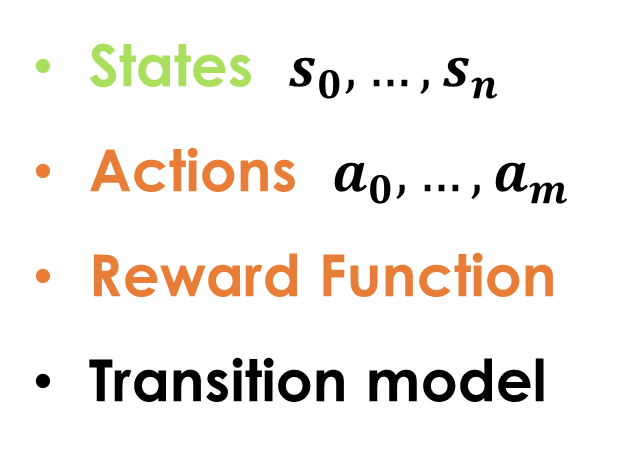 • States s₀, … , sₙ
• Actions a₀, … , aₘ
• Reward Function
• Transition model